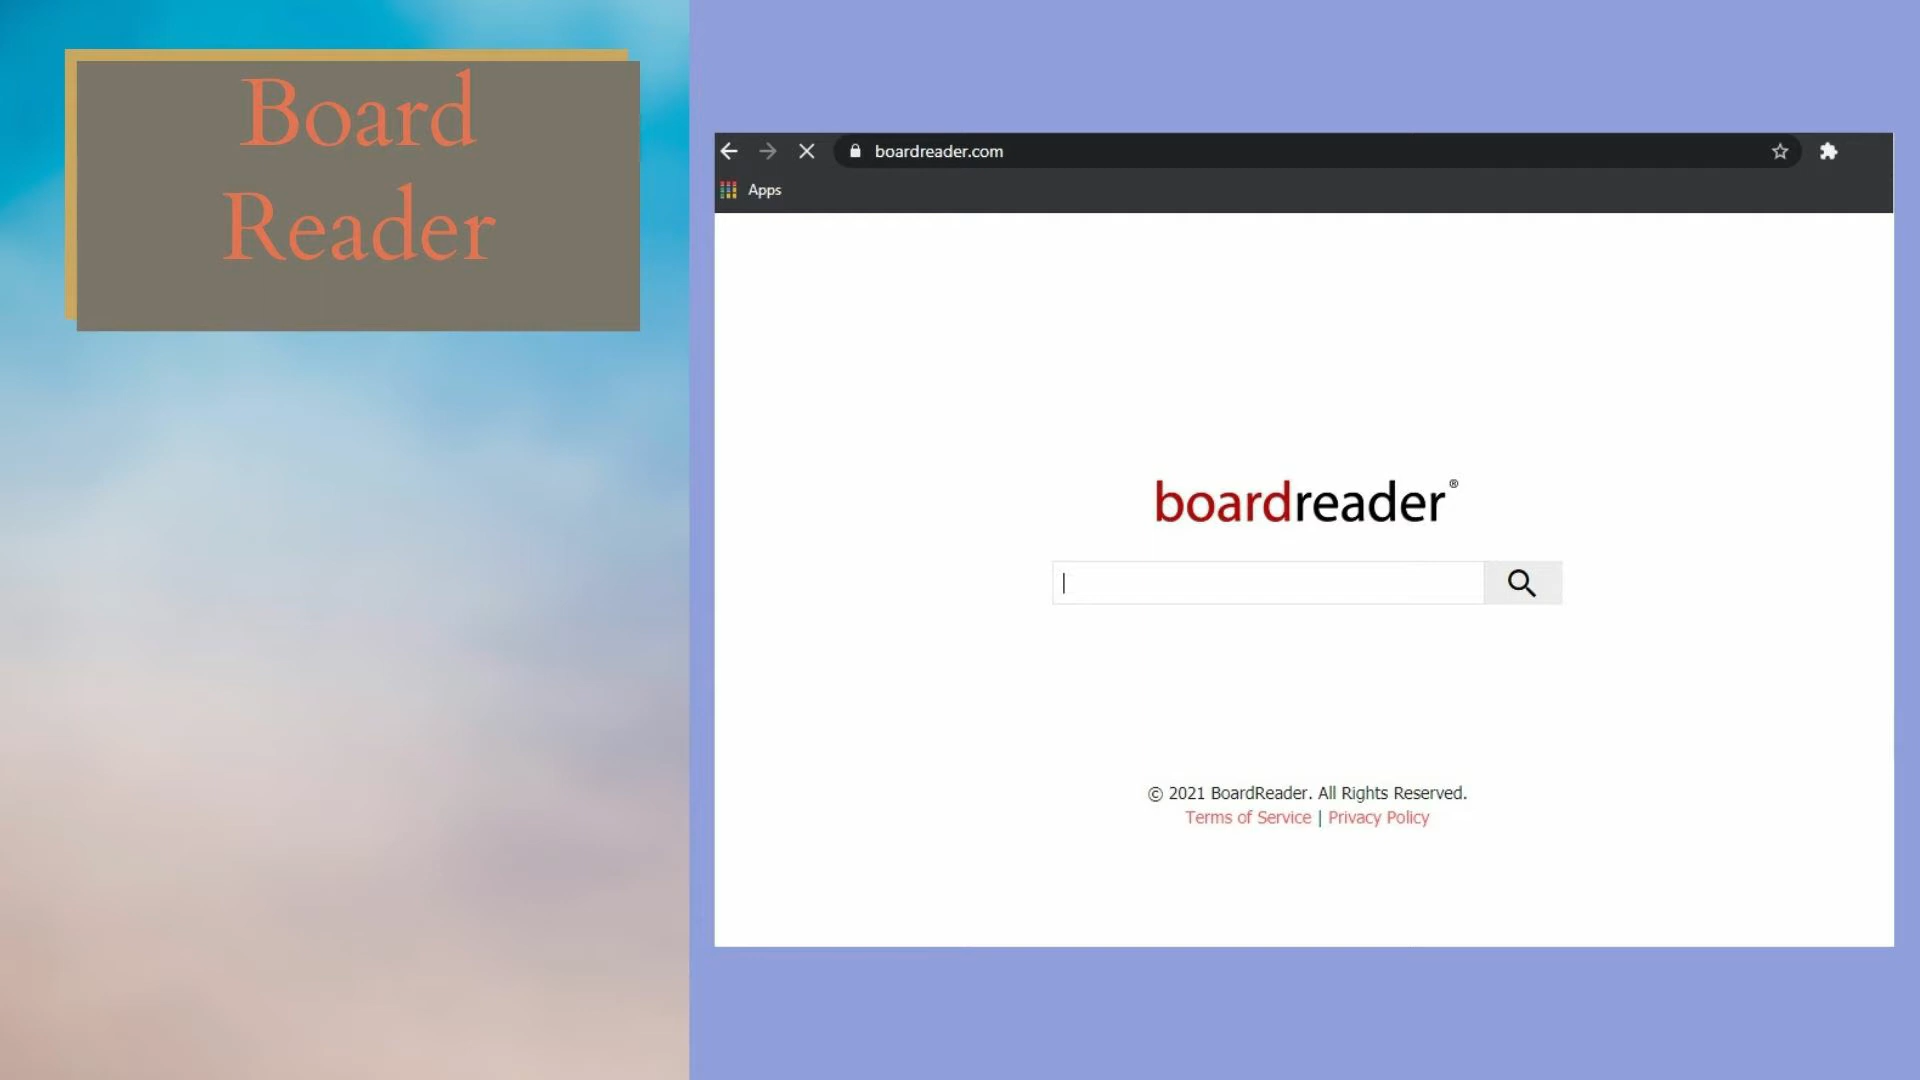 Board
Reader
boardreader.com
Apps
boardreader®
© 2021 BoardReader. All Rights Reserved.
Terms of Service | Privacy Policy